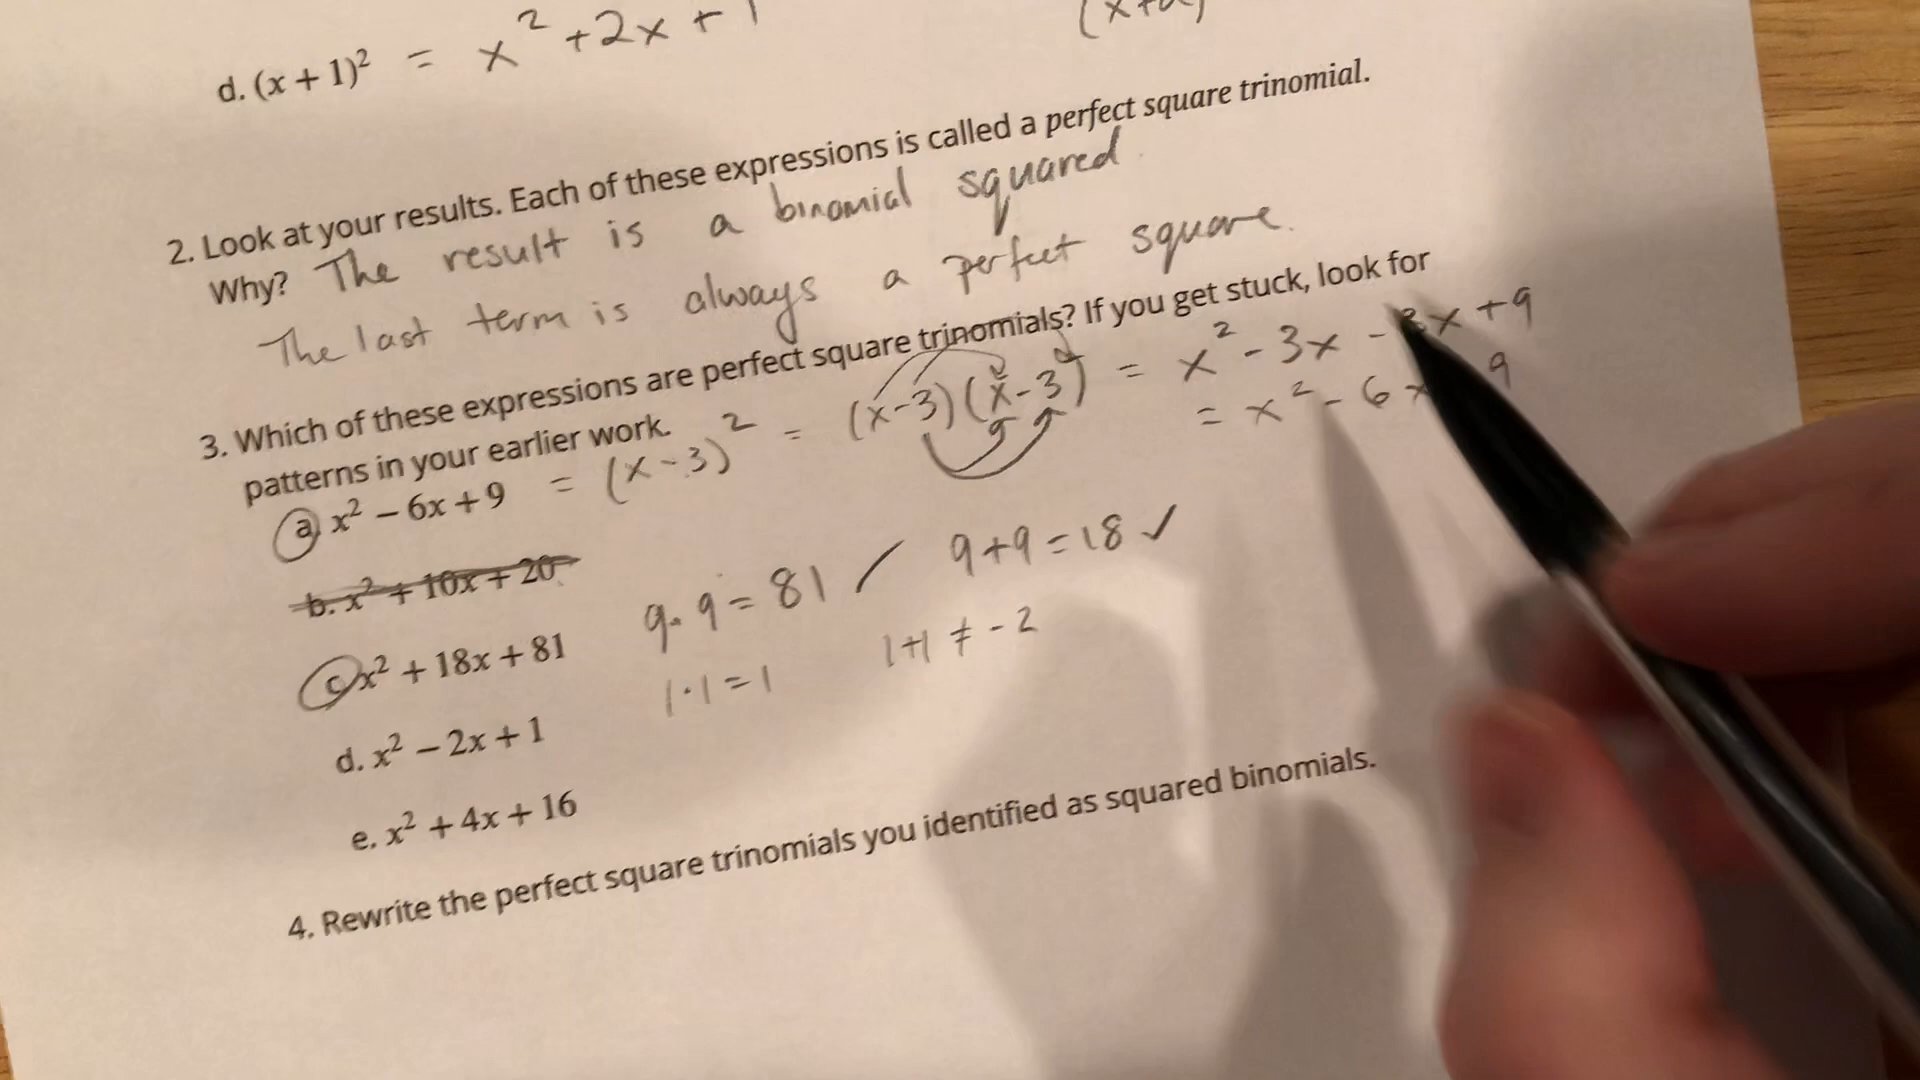 d. (x + 1)² = x² + 2x + 1
2. Look at your results. Each of these expressions is called a perfect square trinomial.
Why? The result is a binomial squared.
The last term is always a perfect square.
3. Which of these expressions are perfect square trinomials? If you get stuck, look for
patterns in your earlier work.
a. x² − 6x + 9 = (x-3)² = (x-3)(x-3) = x² - 3x - 3x + 9
= x² - 6x 9
b. x² + 10x + 20
c. x² + 18x + 81 9·9 = 81 ✓ 9+9 = 18 ✓
1·1 = 1 1+1 ≠ -2
d. x² − 2x + 1
e. x² + 4x + 16
4. Rewrite the perfect square trinomials you identified as squared binomials.